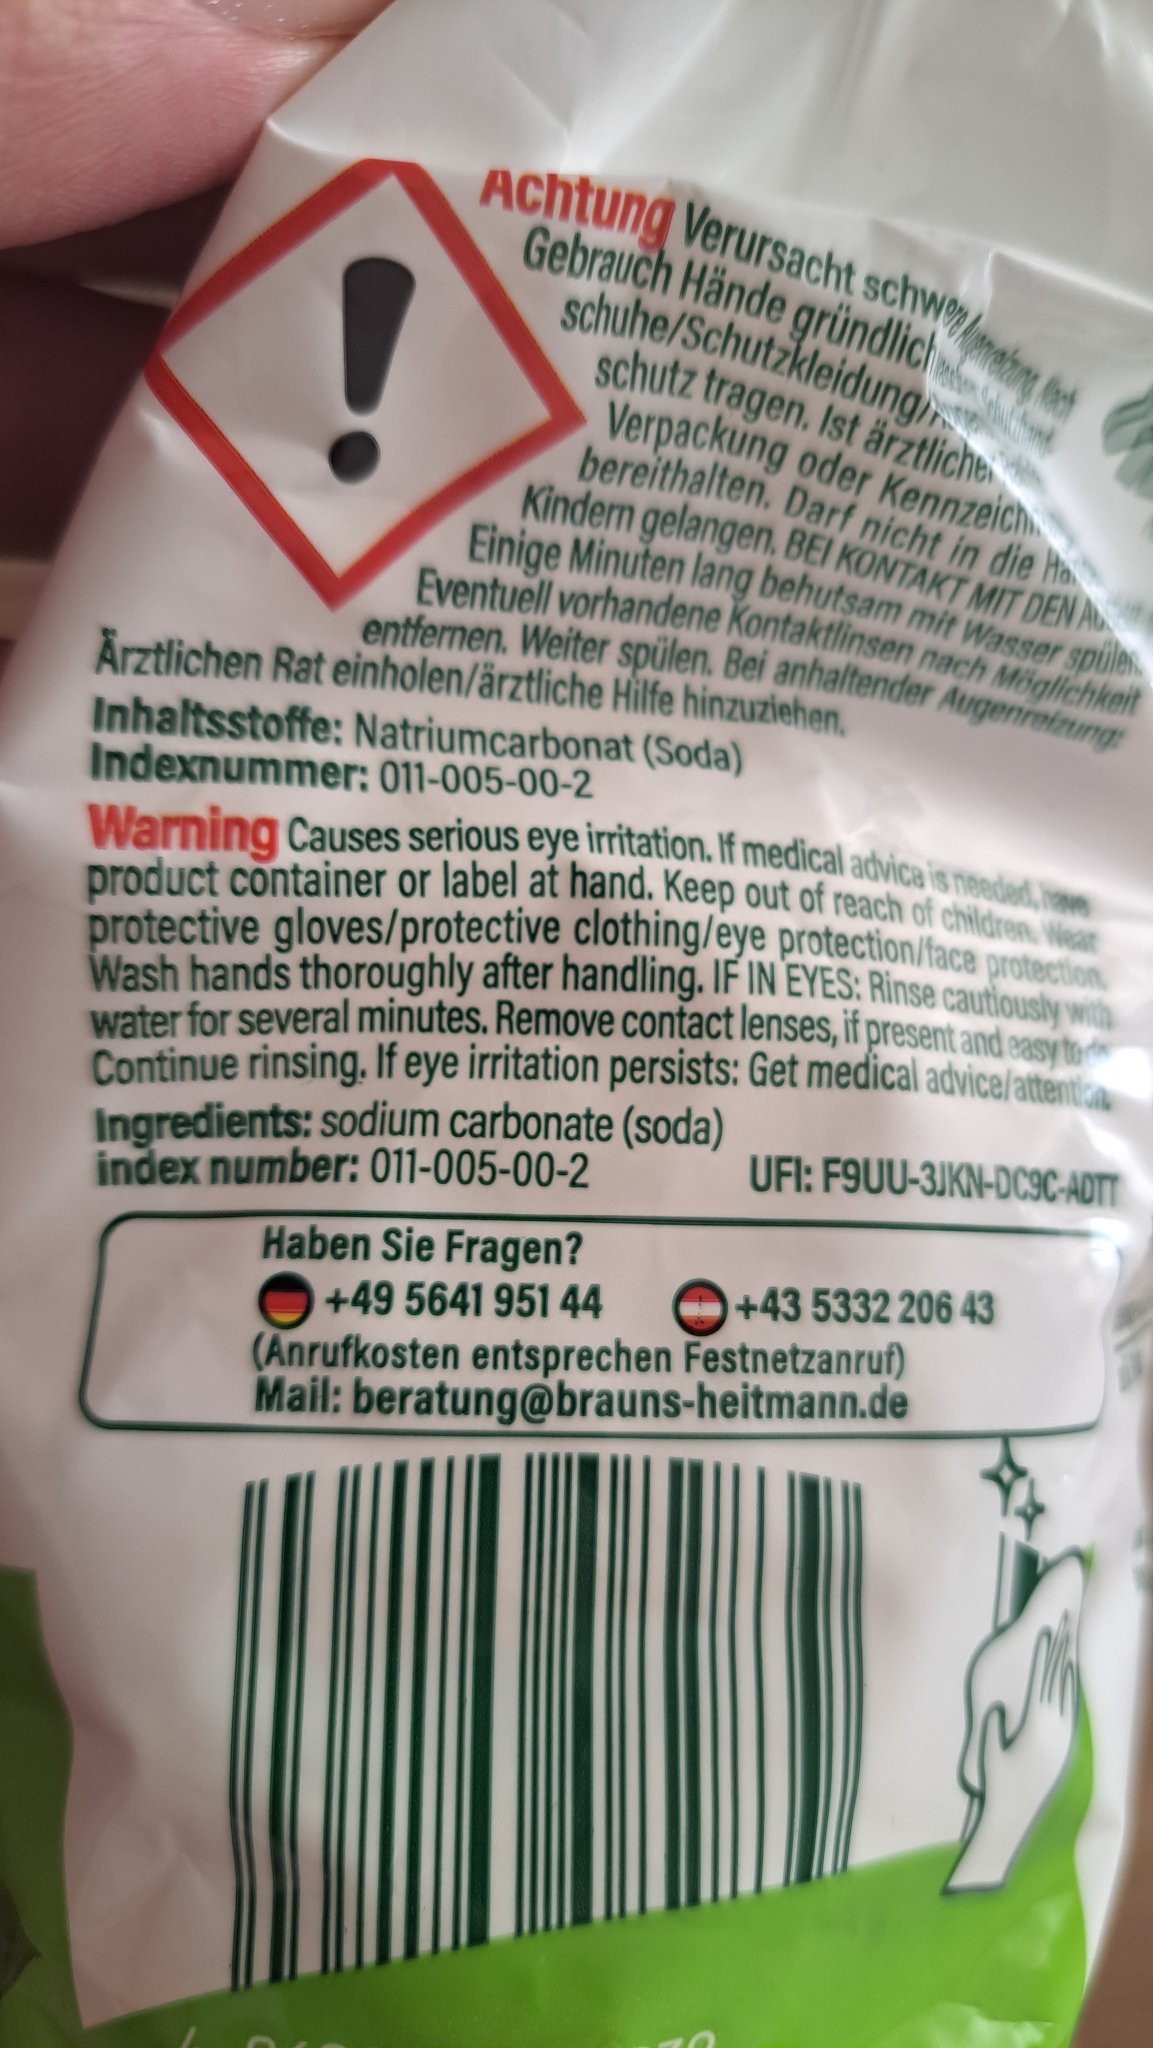 Achtung Verursacht schwere Augenreizung. Nach
Gebrauch Hände gründlich waschen. Schutzhand-
schuhe/Schutzkleidung/
schutz tragen. Ist ärztlicher
Verpackung oder
bereithalten. Darf nicht in die
Kindern gelangen. BEI KONTAKT MIT DEN
Einige Minuten lang behutsam mit Wasser spülen.
Eventuell vorhandene Kontaktlinsen nach Möglichkeit
entfernen. Weiter spülen. Bei anhaltender Augenreizung:
Ärztlichen Rat einholen/ärztliche Hilfe hinzuziehen.
Inhaltsstoffe: Natriumcarbonat (Soda)
Indexnummer: 011-005-00-2
Warning Causes serious eye irritation. If medical advice is needed, have
product container or label at hand. Keep out of reach of children. Wear
protective gloves/protective clothing/eye protection/face protection.
Wash hands thoroughly after handling. IF IN EYES: Rinse cautiously with
water for several minutes. Remove contact lenses, if present and easy to do.
Continue rinsing. If eye irritation persists: Get medical advice/attention.
Ingredients: sodium carbonate (soda)
index number: 011-005-00-2 UFI: F9UU-3JKN-DC9C-ADTT
Haben Sie Fragen?
+49 5641 951 44 +43 5332 206 43
(Anrufkosten entsprechen Festnetzanruf)
Mail: beratung@brauns-heitmann.de